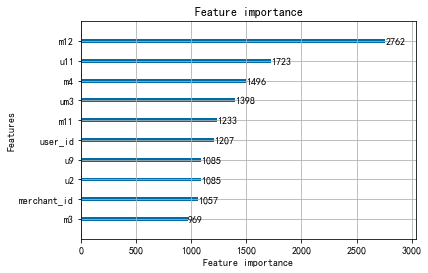 Feature importance
m12 2762
u11 1723
m4 1496
um3 1398
m11 1233
user_id 1207
u9 1085
u2 1085
merchant_id 1057
m3 969
Features
0 500 1000 1500 2000 2500 3000
Feature importance